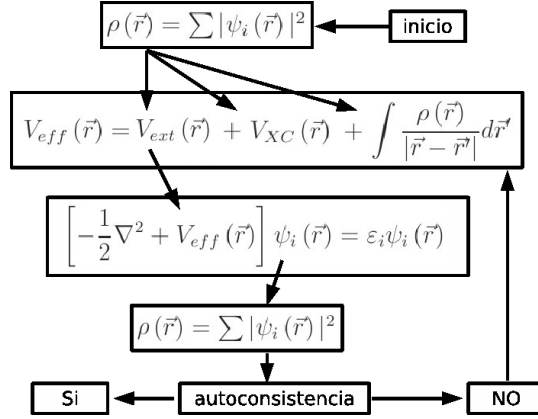 ρ(r⃗) = ∑ |ψᵢ(r⃗)|² inicio
V_eff(r⃗) = V_ext(r⃗) + V_XC(r⃗) + ∫ ρ(r⃗) / |r⃗ − r⃗′| dr⃗′
[−1/2 ∇² + V_eff(r⃗)] ψᵢ(r⃗) = εᵢψᵢ(r⃗)
ρ(r⃗) = ∑ |ψᵢ(r⃗)|²
Si autoconsistencia NO